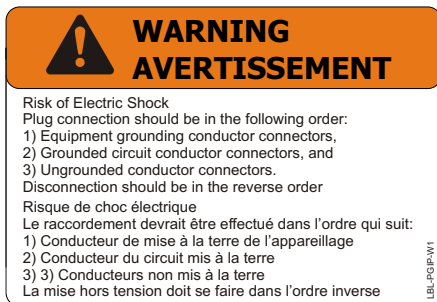 WARNING
AVERTISSEMENT
Risk of Electric Shock
Plug connection should be in the following order:
1) Equipment grounding conductor connectors,
2) Grounded circuit conductor connectors, and
3) Ungrounded conductor connectors.
Disconnection should be in the reverse order
Risque de choc électrique
Le raccordement devrait être effectué dans l'ordre qui suit:
1) Conducteur de mise à la terre de l'appareillage
2) Conducteur du circuit mis à la terre
3) 3) Conducteurs non mis à la terre
La mise hors tension doit se faire dans l'ordre inverse
LBL-PGIP-W1